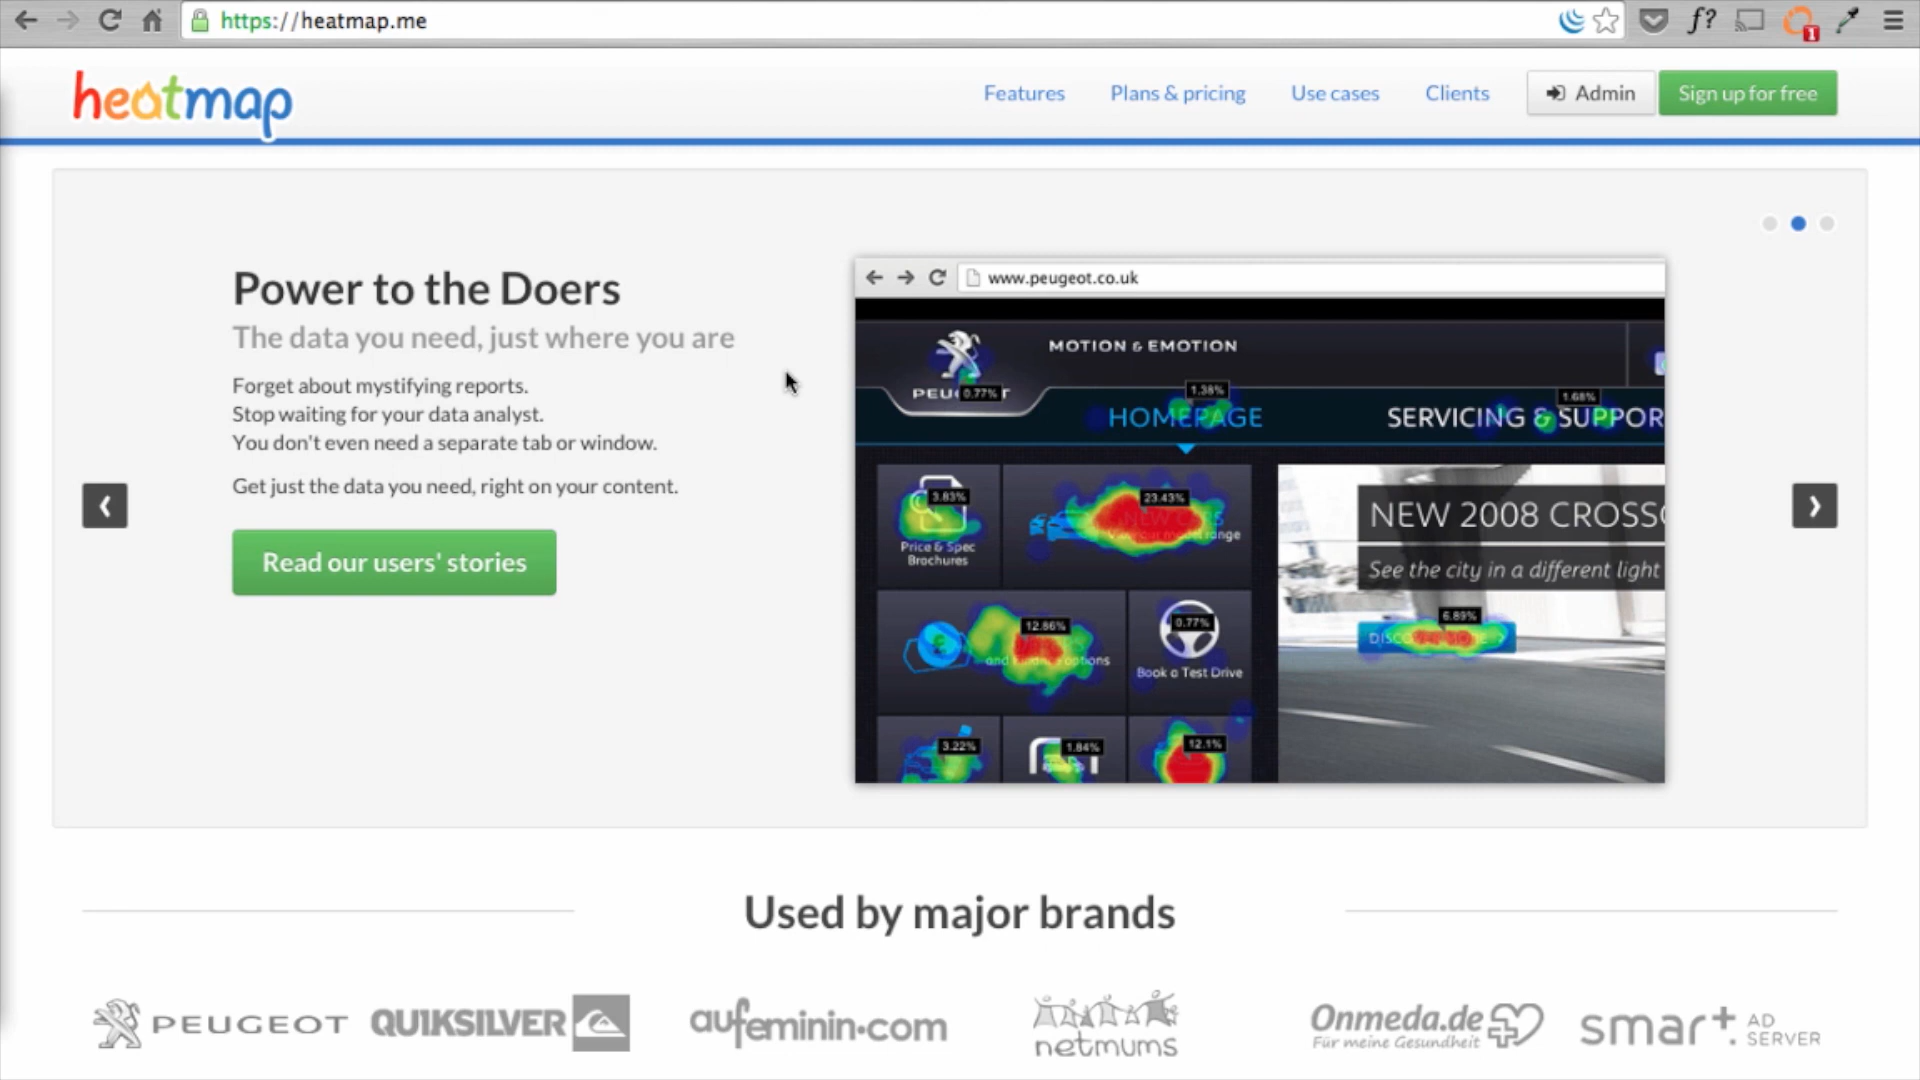 https://heatmap.me
f?
1
heatmap
Features
Plans & pricing
Use cases
Clients
Admin
Sign up for free
Power to the Doers
The data you need, just where you are
Forget about mystifying reports.
Stop waiting for your data analyst.
You don't even need a separate tab or window.
Get just the data you need, right on your content.
Read our users' stories
www.peugeot.co.uk
MOTION & EMOTION
0.77%
1.38%
1.68%
HOMEPAGE
SERVICING & SUPPOR
3.83%
23.43%
Price & Spec
Brochures
NEW 2008 CROSSO
See the city in a different light
12.86%
0.77%
6.89%
Book a Test Drive
3.22%
1.84%
12.1%
Used by major brands
PEUGEOT
QUIKSILVER
aufeminin.com
netmums
Onmeda.de
Für meine Gesundheit
smart
AD
SERVER